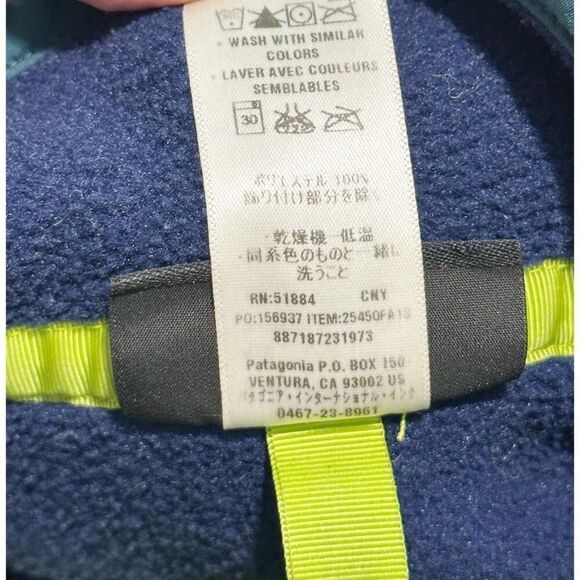 • WASH WITH SIMILAR
COLORS
• LAVER AVEC COULEURS
SEMBLABLES
30
ポリエステル 100%
飾り付け部分を除く
・乾燥機 低温
・同系色のものと一緒に
洗うこと
RN:51884 CNY
PO:156937 ITEM:25450FA18
887187231973
Patagonia P.O. BOX 150
VENTURA, CA 93002 US
パタゴニア・インターナショナル・インク
0467-23-8961